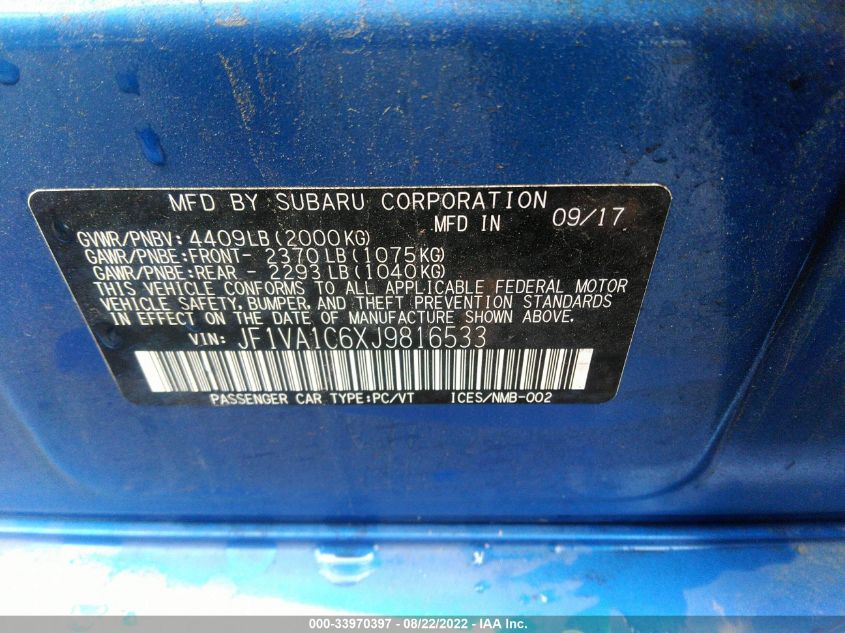 MFD BY SUBARU CORPORATION
MFD IN 09/17
GVWR/PNBV: 4409LB(2000KG)
GAWR/PNBE:FRONT- 2370LB(1075KG)
GAWR/PNBE:REAR - 2293LB(1040KG)
THIS VEHICLE CONFORMS TO ALL APPLICABLE FEDERAL MOTOR
VEHICLE SAFETY, BUMPER, AND THEFT PREVENTION STANDARDS
IN EFFECT ON THE DATE OF MANUFACTURE SHOWN ABOVE.
VIN: JF1VA1C6XJ9816533
PASSENGER CAR TYPE:PC/VT ICES/NMB-002
000-33970397 - 08/22/2022 - www.iaai.com